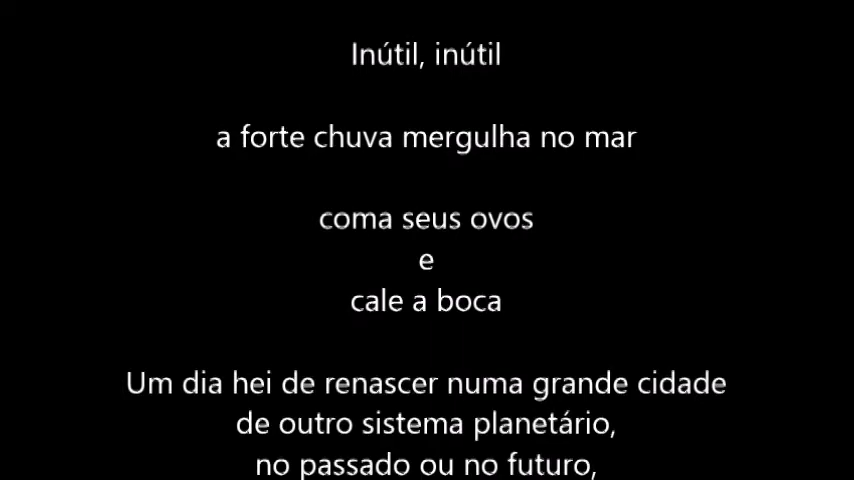 Inútil, inútil
a forte chuva mergulha no mar
coma seus ovos
e
cale a boca
Um dia hei de renascer numa grande cidade
de outro sistema planetário,
no passado ou no futuro,